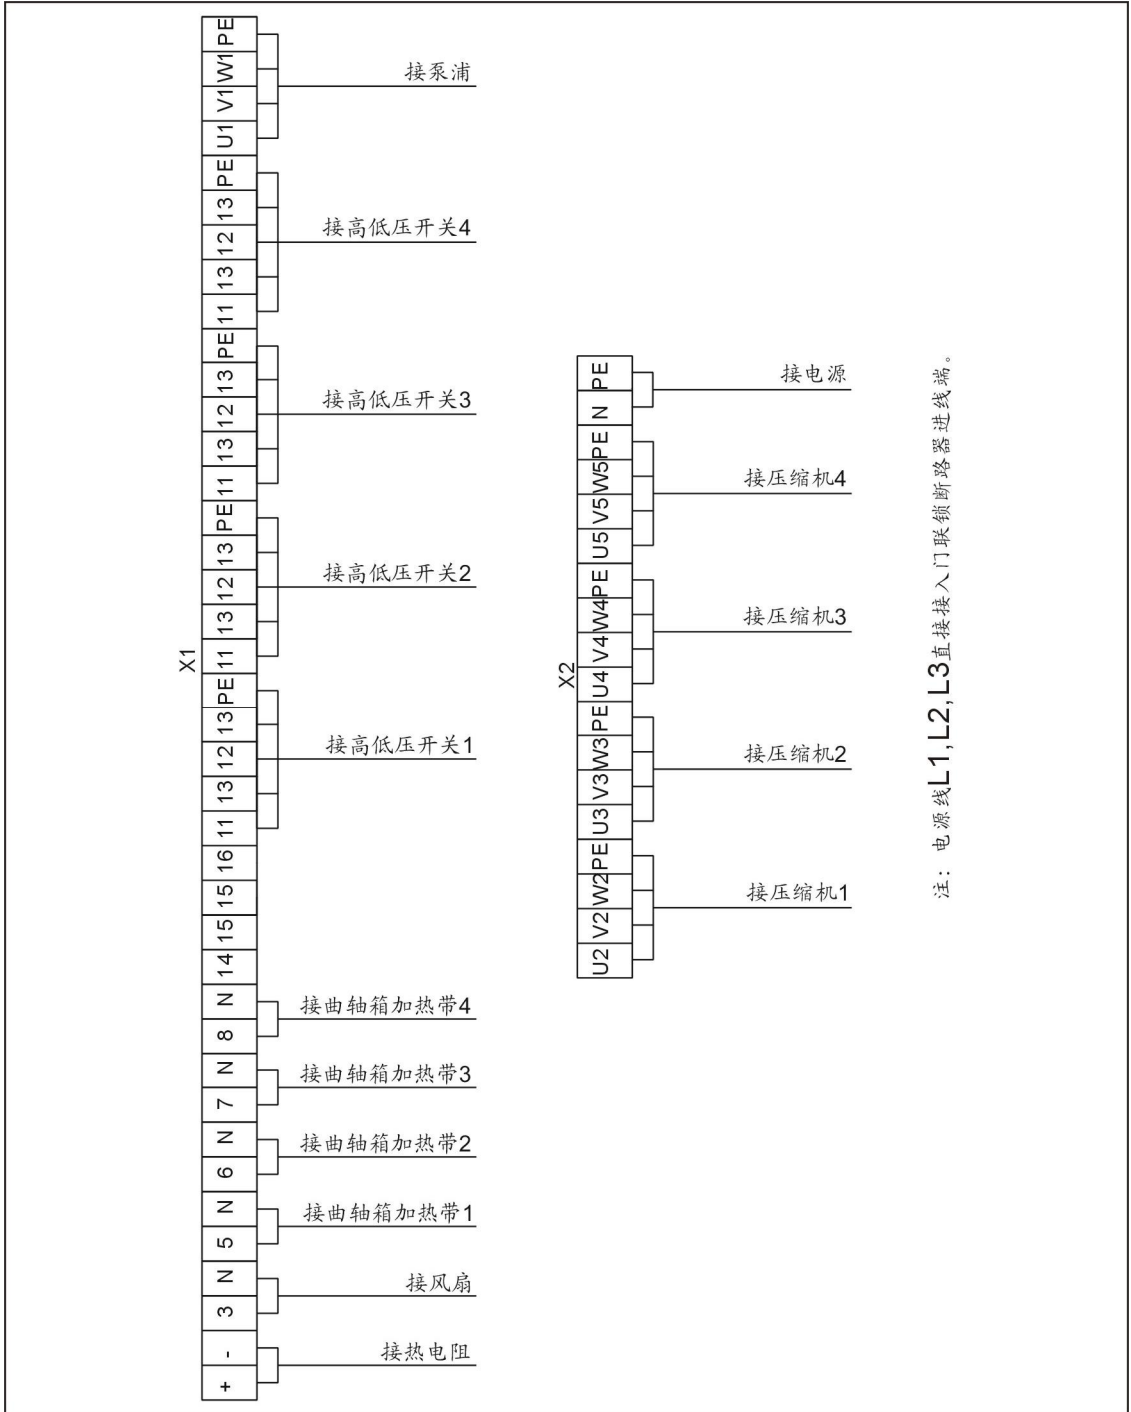 X1
PE
W1
V1
U1
接泵浦
PE
13
12
13
11
接高低压开关4
PE
13
12
13
11
接高低压开关3
PE
13
12
13
11
接高低压开关2
PE
13
12
13
11
接高低压开关1
16
15
15
14
N
8
接曲轴箱加热带4
N
7
接曲轴箱加热带3
N
6
接曲轴箱加热带2
N
5
接曲轴箱加热带1
N
3
接风扇
-
+
接热电阻
X2
PE
N
接电源
PE
W5
V5
U5
接压缩机4
PE
W4
V4
U4
接压缩机3
PE
W3
V3
U3
接压缩机2
PE
W2
V2
U2
接压缩机1
注：电源线L1,L2,L3直接接入门联锁断路器进线端。